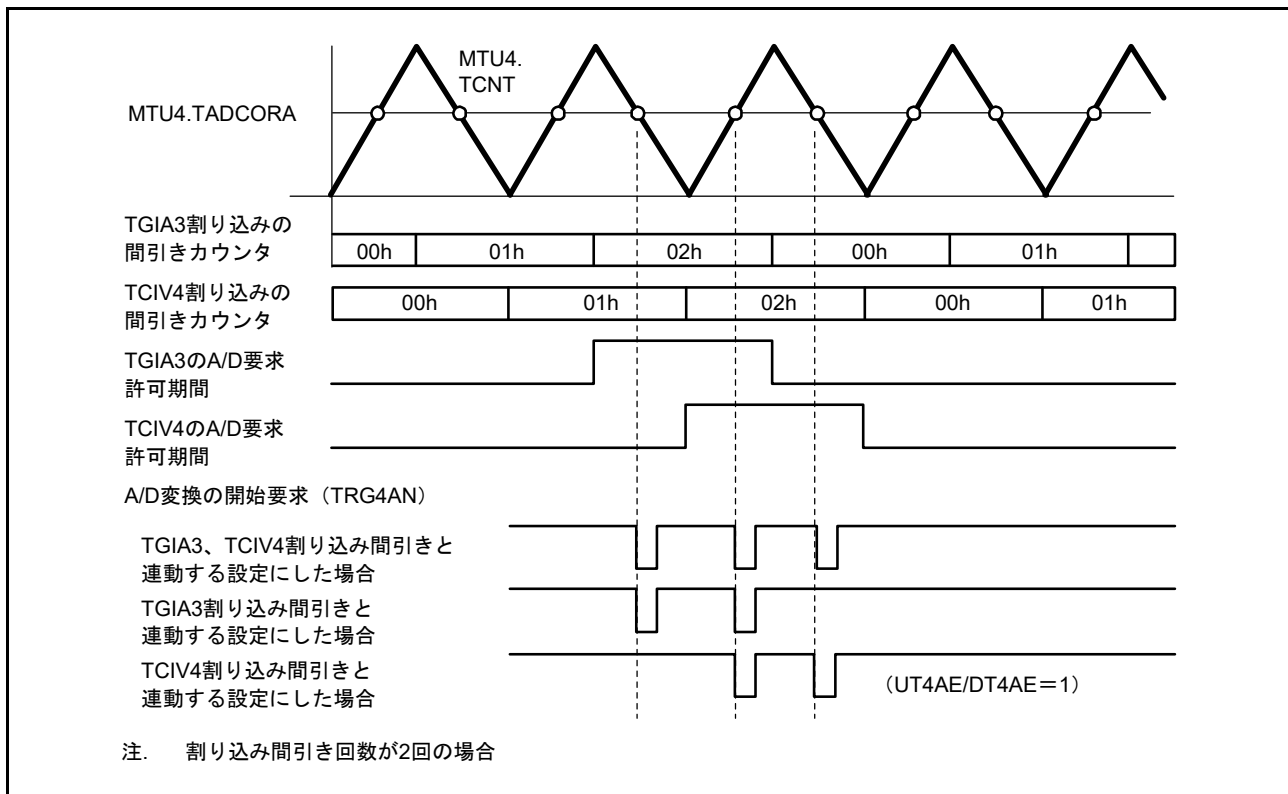 MTU4.
TCNT
MTU4.TADCORA
TGIA3割り込みの
間引きカウンタ
00h 01h 02h 00h 01h
TCIV4割り込みの
間引きカウンタ
00h 01h 02h 00h 01h
TGIA3のA/D要求
許可期間
TCIV4のA/D要求
許可期間
A/D変換の開始要求（TRG4AN）
TGIA3、TCIV4割り込み間引きと
連動する設定にした場合
TGIA3割り込み間引きと
連動する設定にした場合
TCIV4割り込み間引きと
連動する設定にした場合
（UT4AE/DT4AE＝1）
注. 割り込み間引き回数が2回の場合